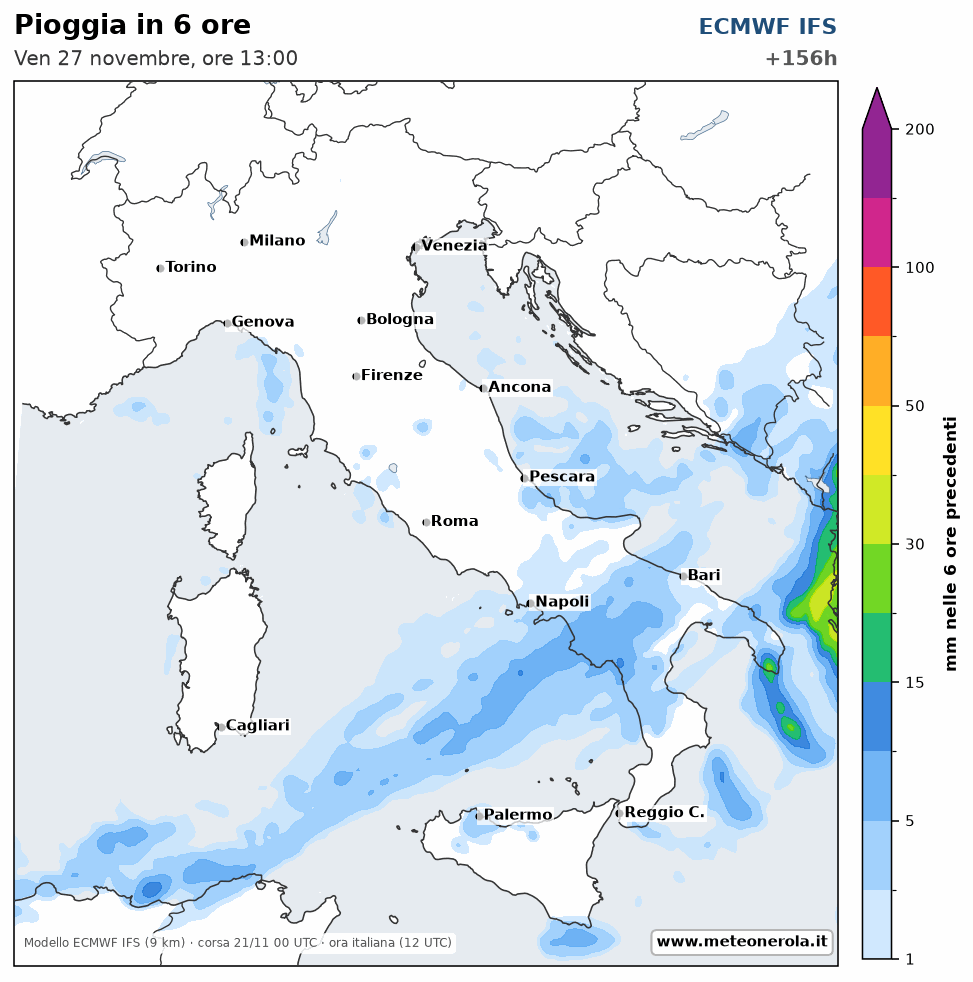 Pioggia in 6 ore
ECMWF IFS
Ven 27 novembre, ore 13:00
+156h
200
Milano
Venezia
Torino
100
Genova
Bologna
Firenze
Ancona
50
Pescara
Roma
30
Bari
Napoli
mm nelle 6 ore precedenti
15
Cagliari
Palermo
Reggio C.
5
Modello ECMWF IFS (9 km) · corsa 21/11 00 UTC · ora italiana (12 UTC)
www.meteonerola.it
1